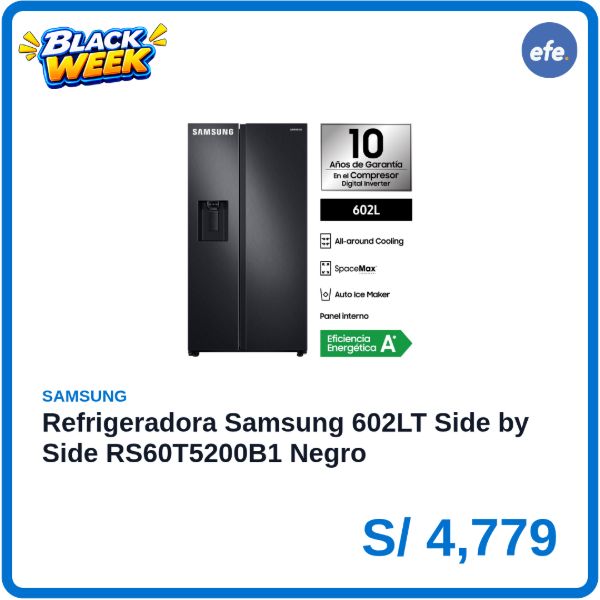 BLACK
WEEK
efe.
SAMSUNG
10
Años de Garantía
En el Compresor
Digital Inverter
602L
All-around Cooling
SpaceMax
Auto Ice Maker
Panel interno
Eficiencia
Energética A+
SAMSUNG
Refrigeradora Samsung 602LT Side by
Side RS60T5200B1 Negro
S/ 4,779